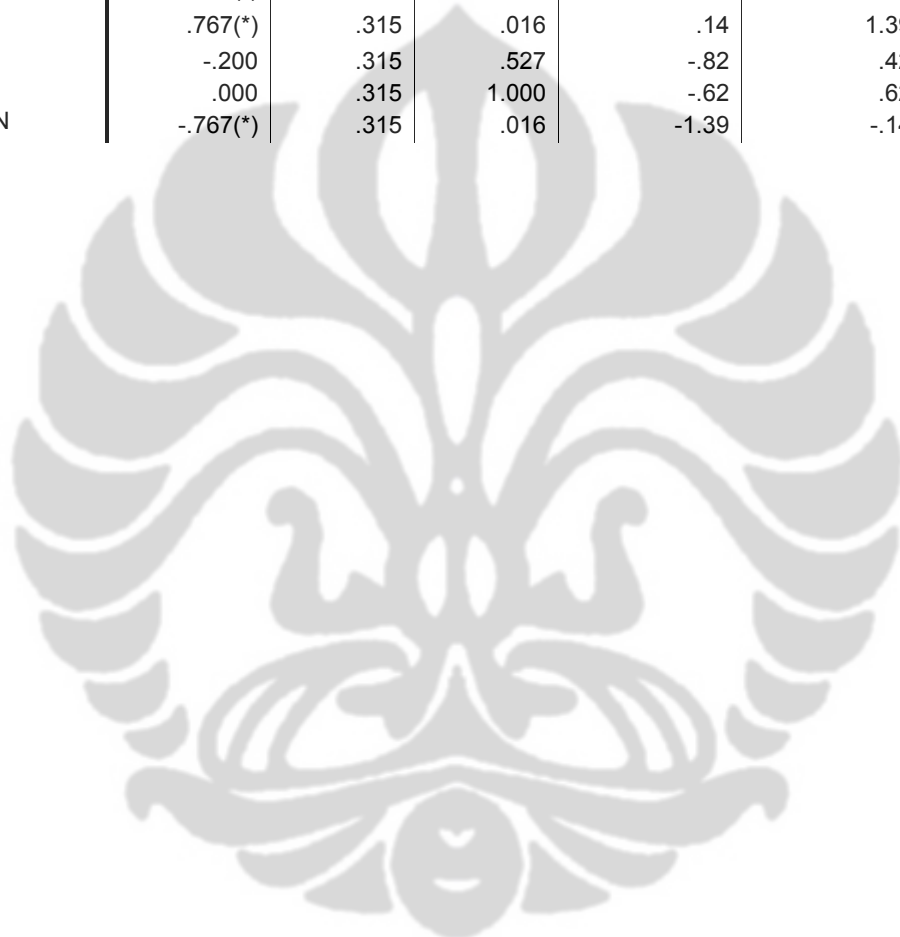 .767(*) .315 .016 .14
-.200 .315 .527 -.82
.000 .315 1.000 -.62
N -.767(*) .315 .016 -1.39